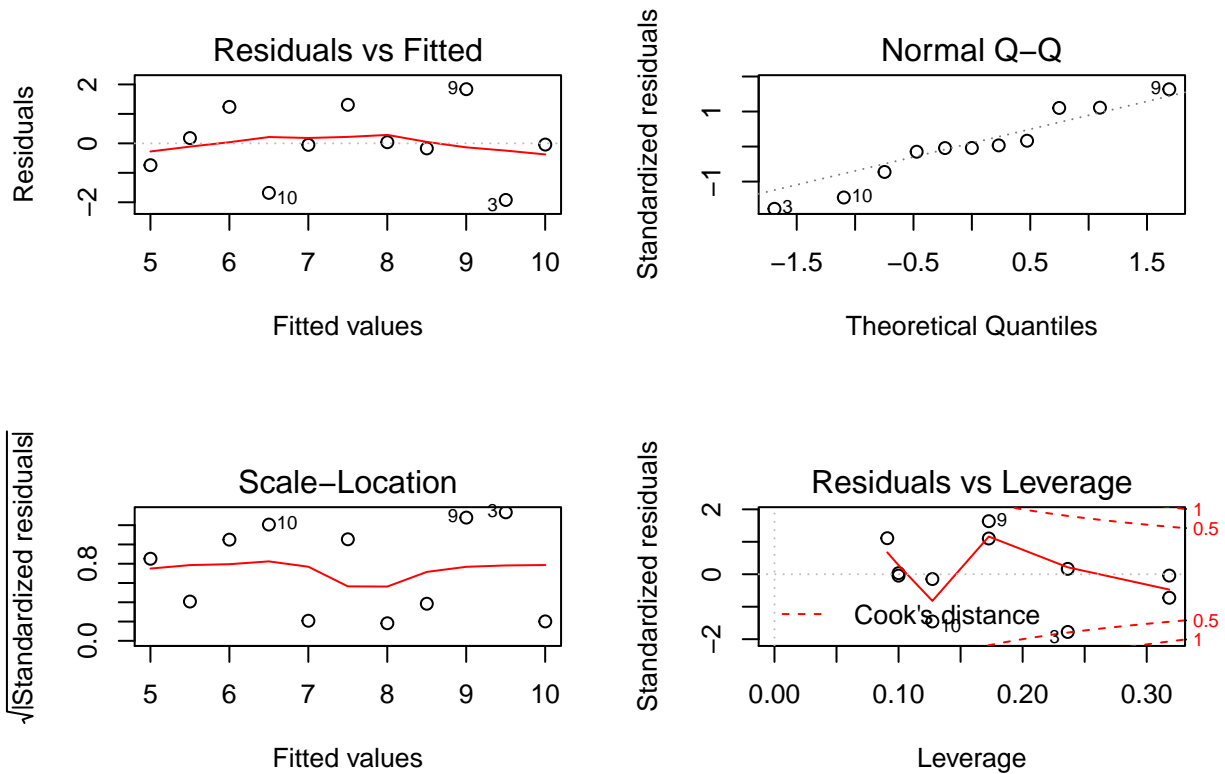 Residuals vs Fitted
Residuals
2
0
−2
9
10
3
5 6 7 8 9 10
Fitted values
Normal Q−Q
Standardized residuals
1
−1
9
10
3
−1.5 −0.5 0.5 1.5
Theoretical Quantiles
Scale−Location
√|Standardized residuals|
0.8
0.0
10
9
3
5 6 7 8 9 10
Fitted values
Residuals vs Leverage
Standardized residuals
2
0
−2
9
10
3
Cook's distance
1
0.5
0.5
1
0.00 0.10 0.20 0.30
Leverage